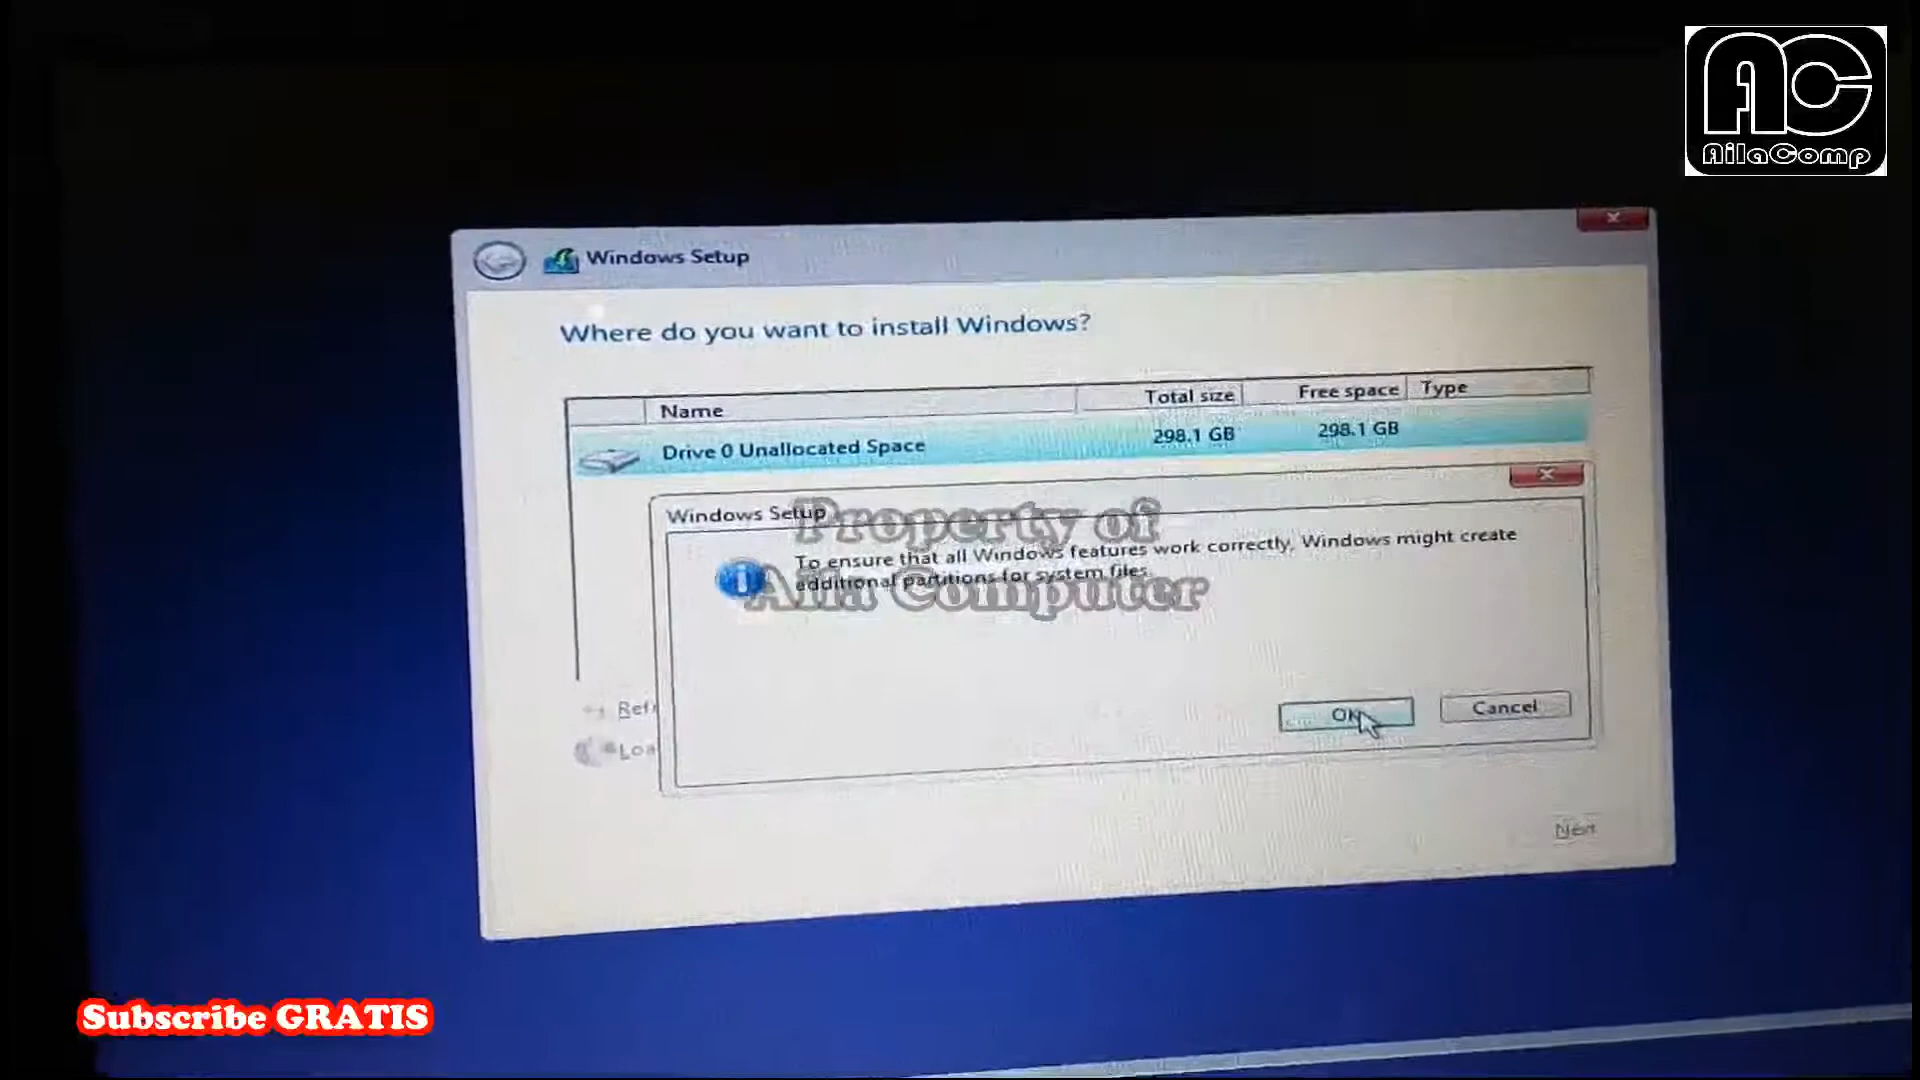 AC
AilaComp
Windows Setup
Where do you want to install Windows?
Name Total size Free space Type
Drive 0 Unallocated Space 298.1 GB 298.1 GB
Windows Setup
Property of
To ensure that all Windows features work correctly, Windows might create
additional partitions for system files.
Aila Computer
OK Cancel
Next
Subscribe GRATIS